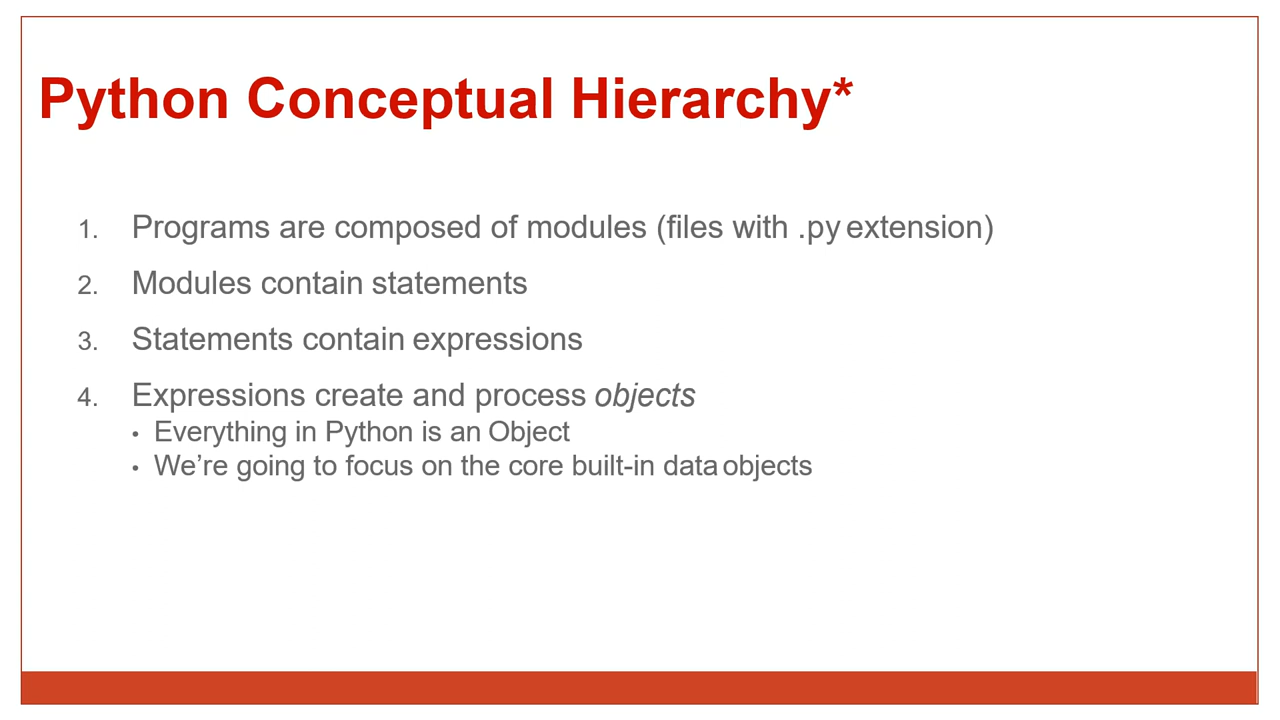 Python Conceptual Hierarchy*
1. Programs are composed of modules (files with .py extension)
2. Modules contain statements
3. Statements contain expressions
4. Expressions create and process objects
• Everything in Python is an Object
• We’re going to focus on the core built-in data objects